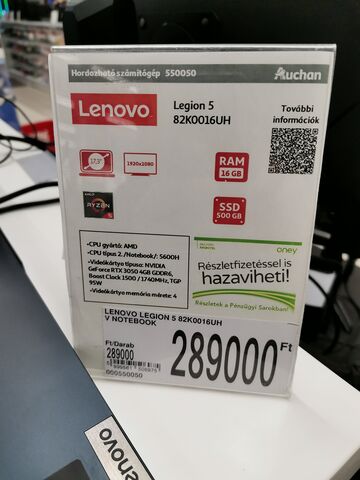 Hordozható számítógép 550050
Auchan
Lenovo
Legion 5
82K0016UH
További
információk
17,3"
1920x1080
RAM
16 GB
AMD
RYZEN
SSD
500 GB
-CPU gyártó: AMD
-CPU típus 2. /Notebook/: 5600H
-Videókártya típusa: NVIDIA
GeForce RTX 3050 4GB GDDR6,
Boost Clock 1500 / 1740MHz, TGP
95W
-Videókártya memória mérete: 4
oney
Részletfizetéssel is
hazaviheti!
Részletek a Pénzügyi Sarokban!
LENOVO LEGION 5 82K0016UH
V NOTEBOOK
Ft/Darab
289000
289000 Ft
000550050
Lenovo